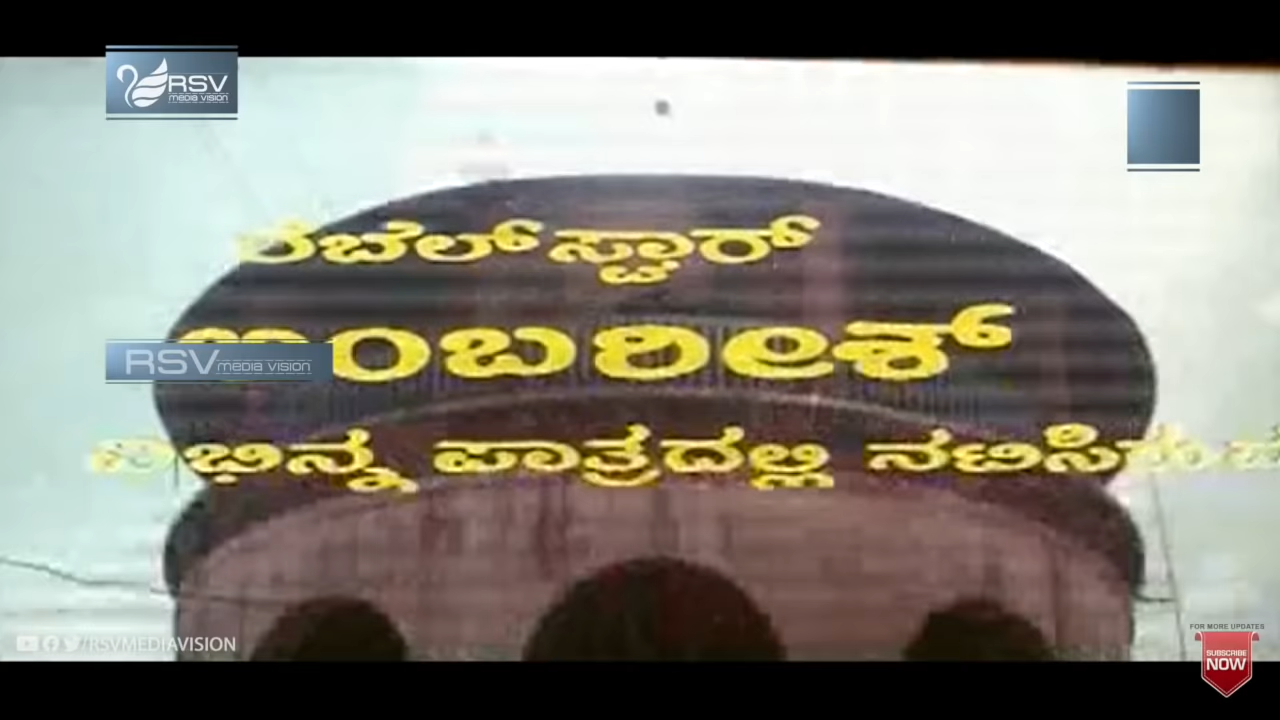 RSV
media vision
ರೆಬೆಲ್ ಸ್ಟಾರ್
ಅಂಬರೀಶ್
RSV media vision
ವಿಭಿನ್ನ ಪಾತ್ರದಲ್ಲಿ
/RSVMEDIAVISION
FOR MORE UPDATES
SUBSCRIBE
NOW